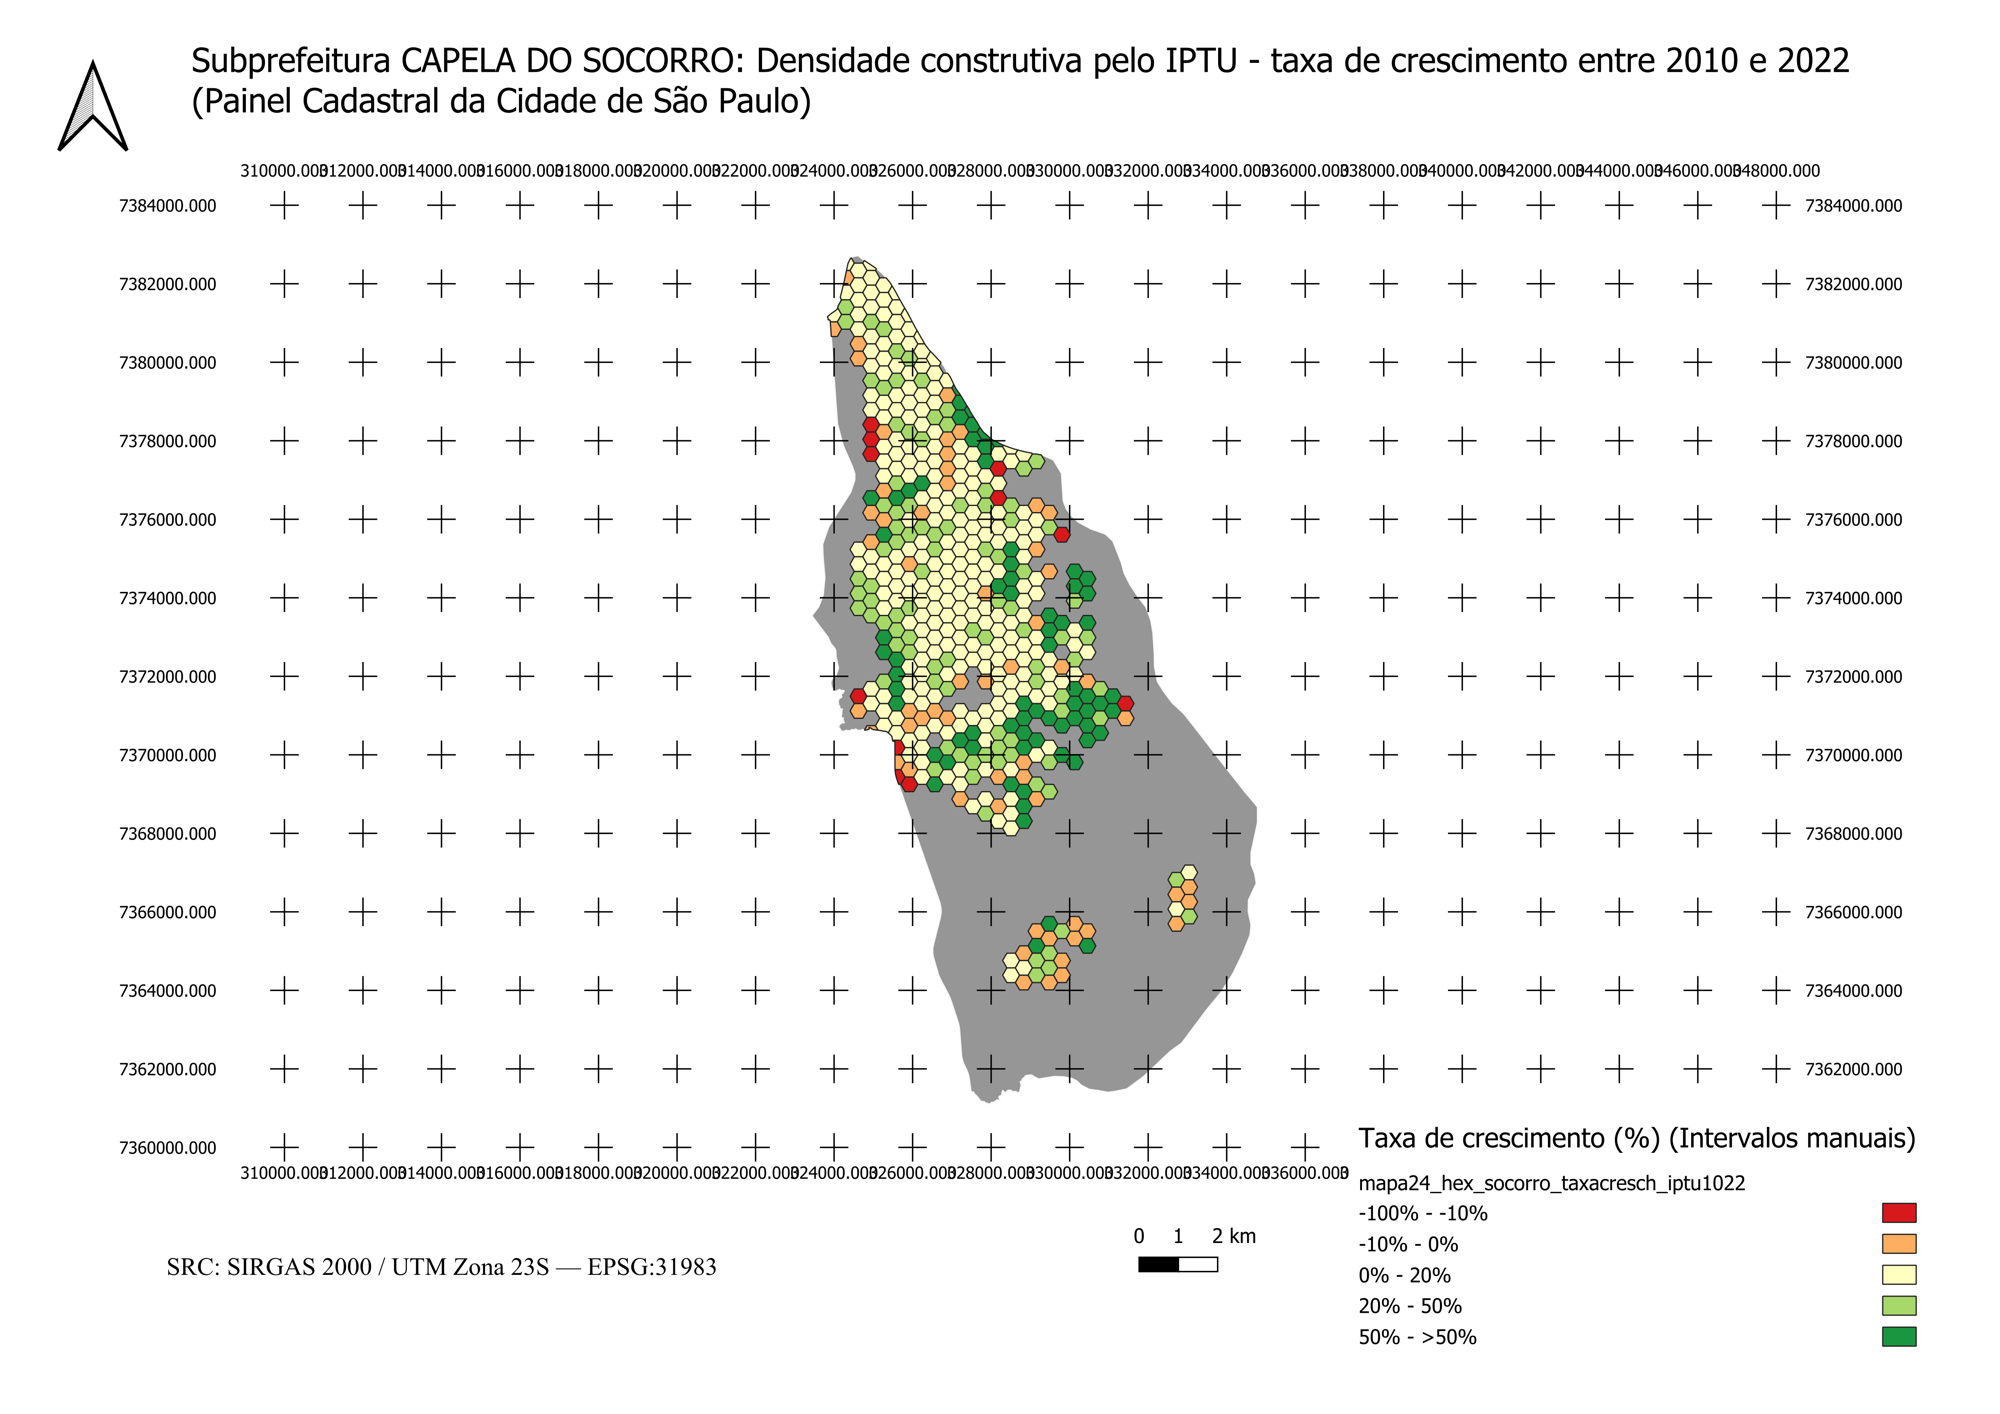 Subprefeitura CAPELA DO SOCORRO: Densidade construtiva pelo IPTU - taxa de crescimento entre 2010 e 2022
(Painel Cadastral da Cidade de São Paulo)
310000.000 312000.000 314000.000 316000.000 318000.000 320000.000 322000.000 324000.000 326000.000 328000.000 330000.000 332000.000 334000.000 336000.000 338000.000 340000.000 342000.000 344000.000 346000.000 348000.000
7384000.000 7384000.000
7382000.000 7382000.000
7380000.000 7380000.000
7378000.000 7378000.000
7376000.000 7376000.000
7374000.000 7374000.000
7372000.000 7372000.000
7370000.000 7370000.000
7368000.000 7368000.000
7366000.000 7366000.000
7364000.000 7364000.000
7362000.000 7362000.000
7360000.000
310000.000 312000.000 314000.000 316000.000 318000.000 320000.000 322000.000 324000.000 326000.000 328000.000 330000.000 332000.000 334000.000 336000.000
Taxa de crescimento (%) (Intervalos manuais)
mapa24_hex_socorro_taxacresch_iptu1022
-100% - -10%
-10% - 0%
0% - 20%
20% - 50%
50% - >50%
0 1 2 km
SRC: SIRGAS 2000 / UTM Zona 23S — EPSG:31983